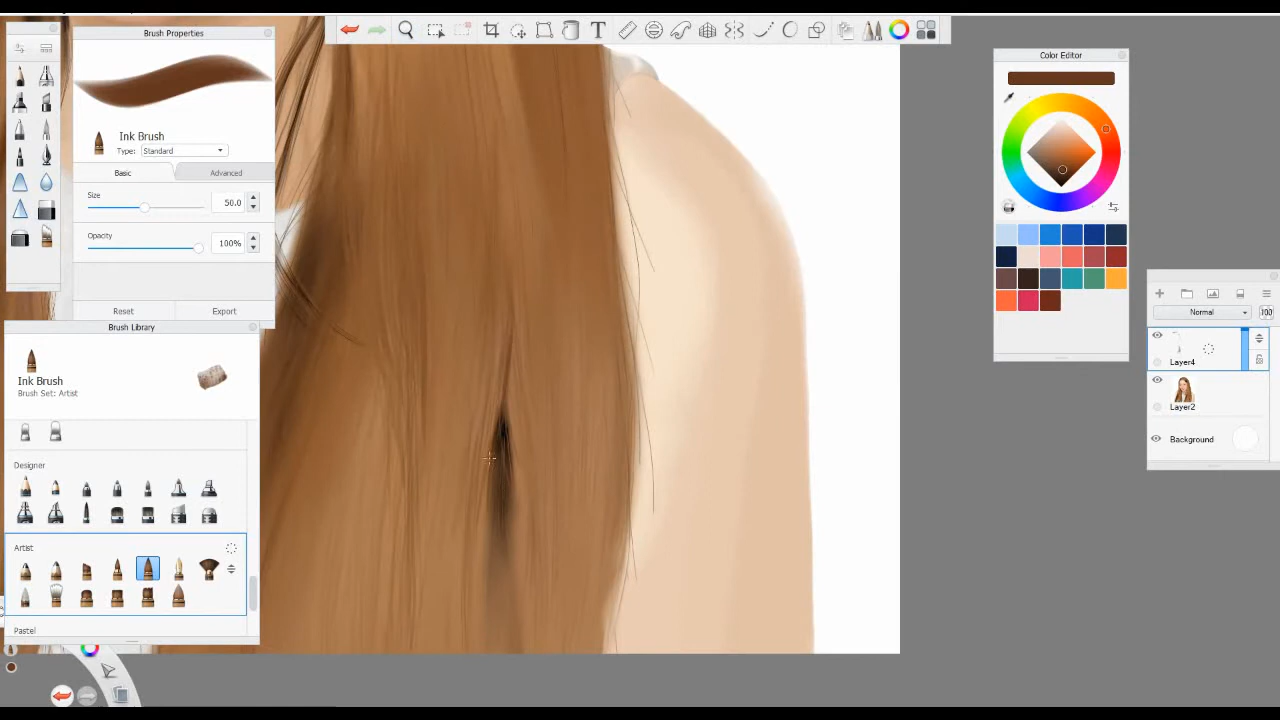 Brush Properties
Ink Brush
Type: Standard
Basic
Advanced
Size
50.0
Opacity
100%
Reset
Export
Brush Library
Ink Brush
Brush Set: Artist
Designer
Artist
Pastel
T
Color Editor
Normal
100
Layer4
Layer2
Background